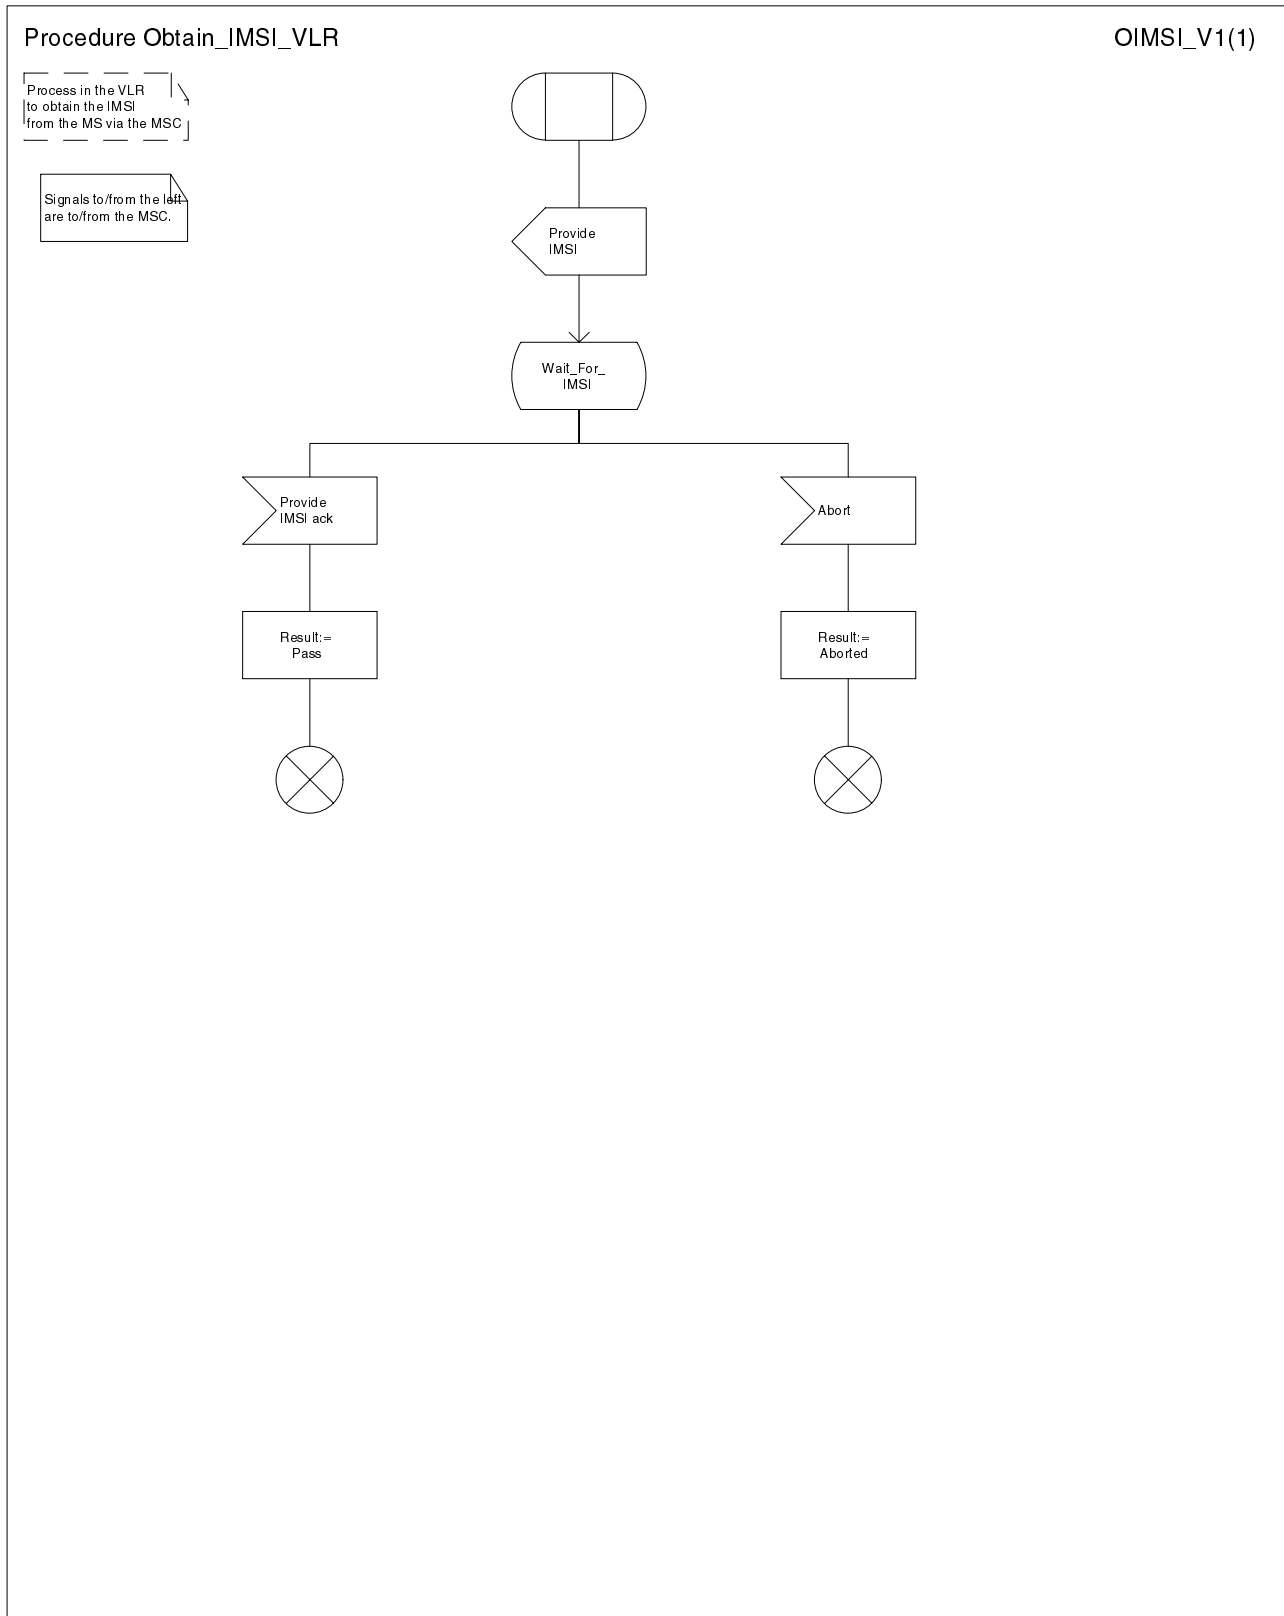 Procedure Obtain_IMSI_VLR
OIMSI_V1(1)
Process in the VLR
to obtain the IMSI
from the MS via the MSC
Signals to/from the left
are to/from the MSC.
Provide
IMSI
Wait_For_
IMSI
Provide
IMSI ack
Abort
Result:=
Pass
Result:=
Aborted